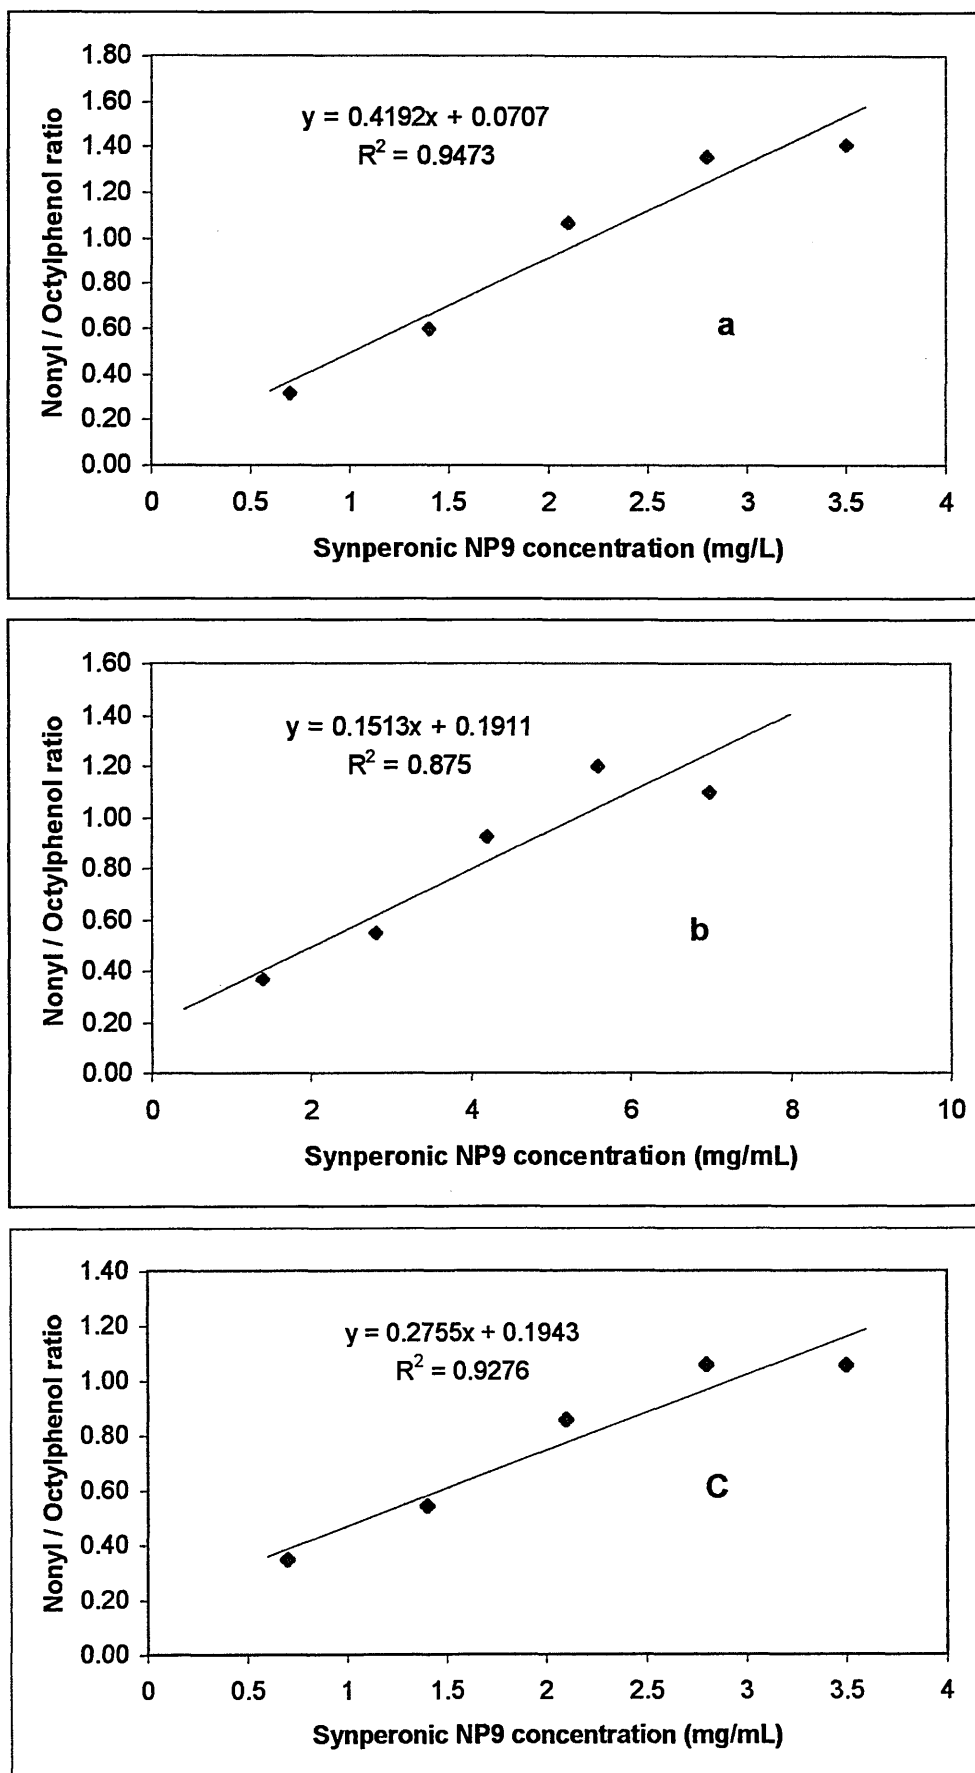 1.80
1.60
1.40
1.20
1.00
0.80
0.60
0.40
0.20
0.00
Nonyl / Octylphenol ratio
y = 0.4192x + 0.0707
R² = 0.9473
a
0 0.5 1 1.5 2 2.5 3 3.5 4
Synperonic NP9 concentration (mg/L)
1.60
1.40
1.20
1.00
0.80
0.60
0.40
0.20
0.00
Nonyl / Octylphenol ratio
y = 0.1513x + 0.1911
R² = 0.875
b
0 2 4 6 8 10
Synperonic NP9 concentration (mg/mL)
1.40
1.20
1.00
0.80
0.60
0.40
0.20
0.00
Nonyl / Octylphenol ratio
y = 0.2755x + 0.1943
R² = 0.9276
C
0 0.5 1 1.5 2 2.5 3 3.5 4
Synperonic NP9 concentration (mg/mL)